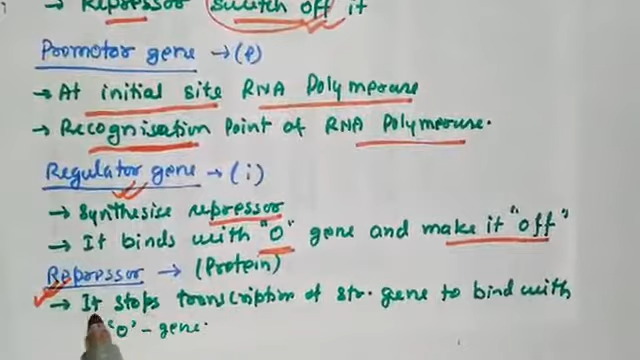 → Repressor switch off it
Promotor gene → (P)
→ At initial site RNA Polymerase
→ Recognisation Point of RNA Polymerase.
Regulator gene → (i)
→ Synthesize repressor
→ It binds with "O" gene and make it "off"
Repressor → (Protein)
→ It stops transcription of str. gene to bind with
"O" - gene.